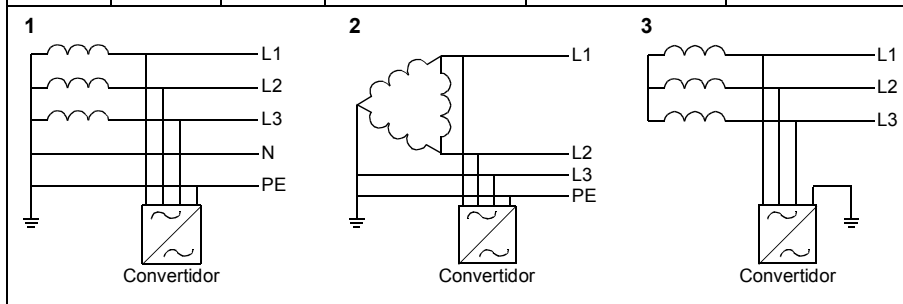 1
L1
L2
L3
N
PE
Convertidor
2
L1
L2
L3
PE
Convertidor
3
L1
L2
L3
Convertidor